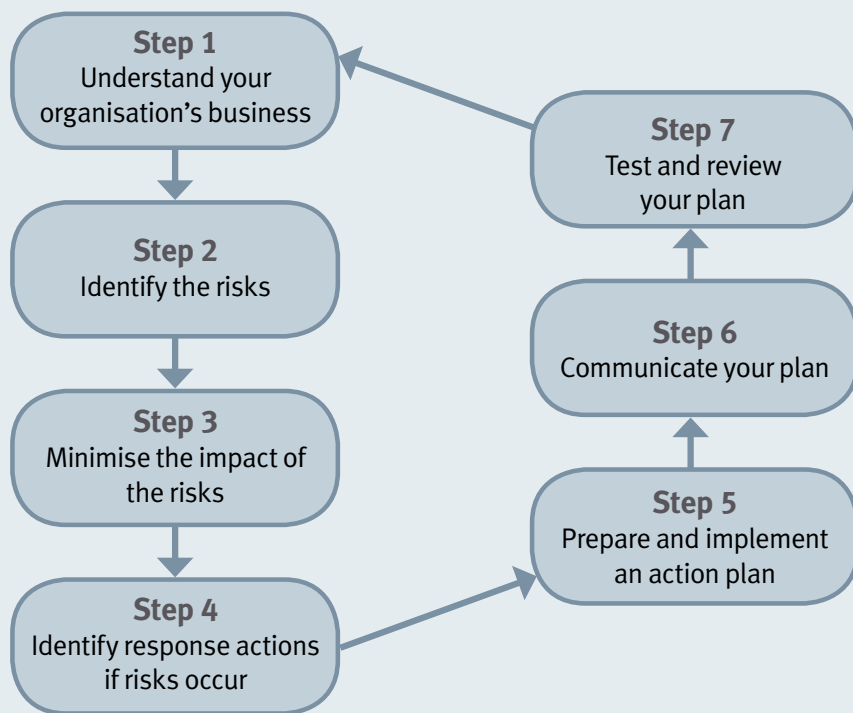 Step 1
Understand your
organisation’s business
Step 2
Identify the risks
Step 3
Minimise the impact of
the risks
Step 4
Identify response actions
if risks occur
Step 5
Prepare and implement
an action plan
Step 6
Communicate your plan
Step 7
Test and review
your plan